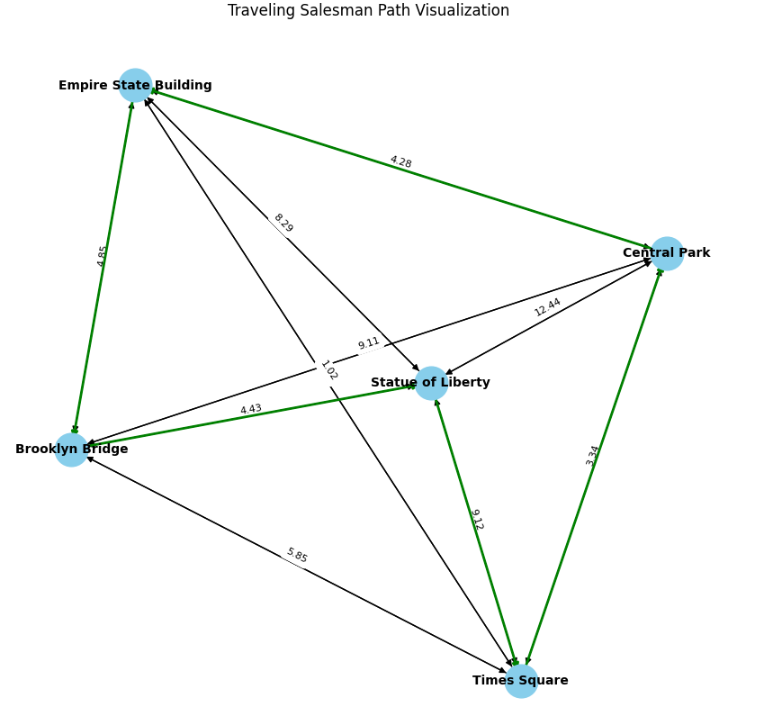 Traveling Salesman Path Visualization
Empire State Building
4.28
8.29
Central Park
4.85
12.44
9.11
1.02
Statue of Liberty
4.43
Brooklyn Bridge
3.34
9.12
5.85
Times Square